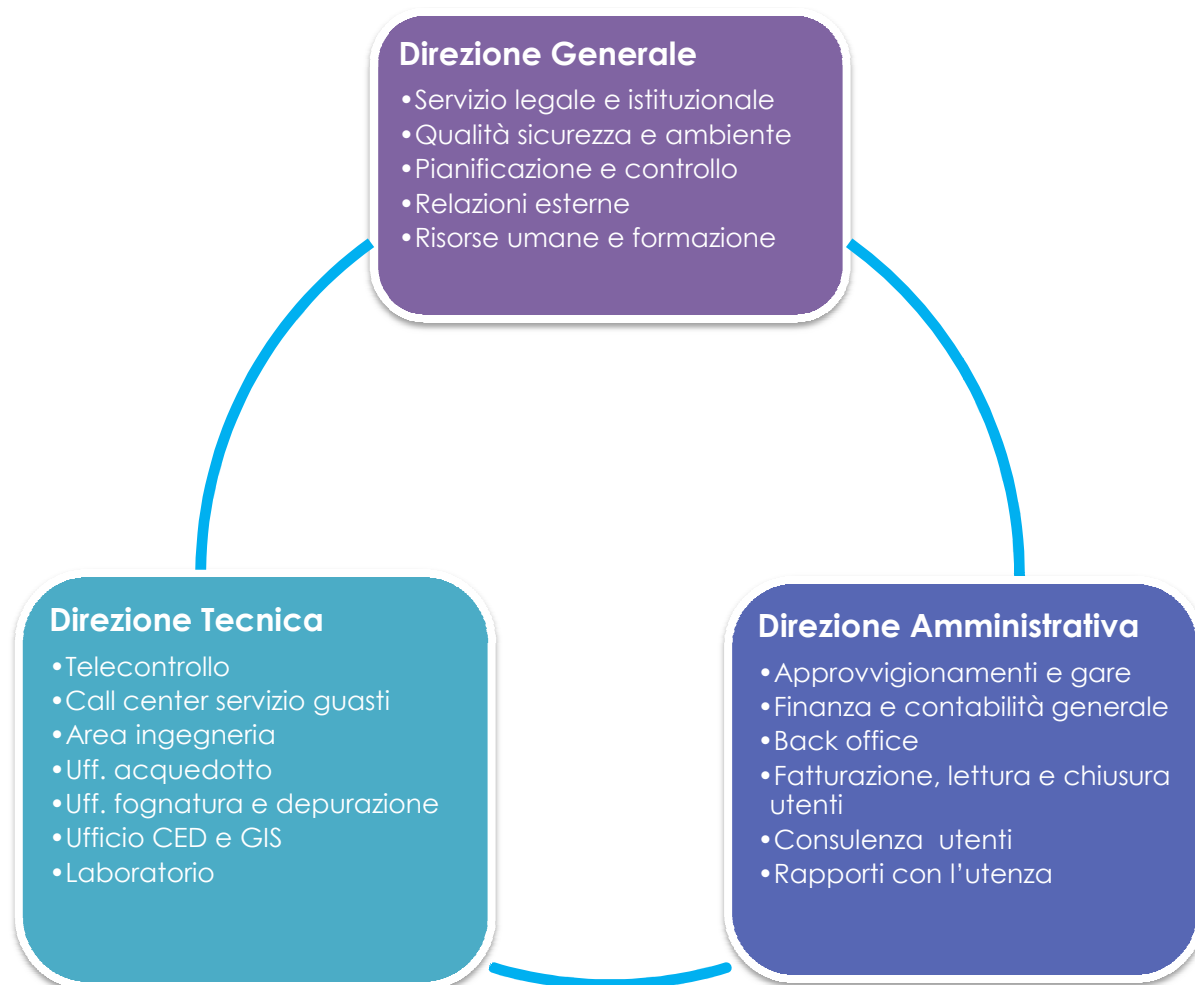 Direzione Generale
•Servizio legale e istituzionale
•Qualità sicurezza e ambiente
•Pianificazione e controllo
•Relazioni esterne
•Risorse umane e formazione
Direzione Tecnica
•Telecontrollo
•Call center servizio guasti
•Area ingegneria
•Uff. acquedotto
•Uff. fognatura e depurazione
•Ufficio CED e GIS
•Laboratorio
Direzione Amministrativa
•Approvvigionamenti e gare
•Finanza e contabilità generale
•Back office
•Fatturazione, lettura e chiusura
utenti
•Consulenza  utenti
•Rapporti con l’utenza